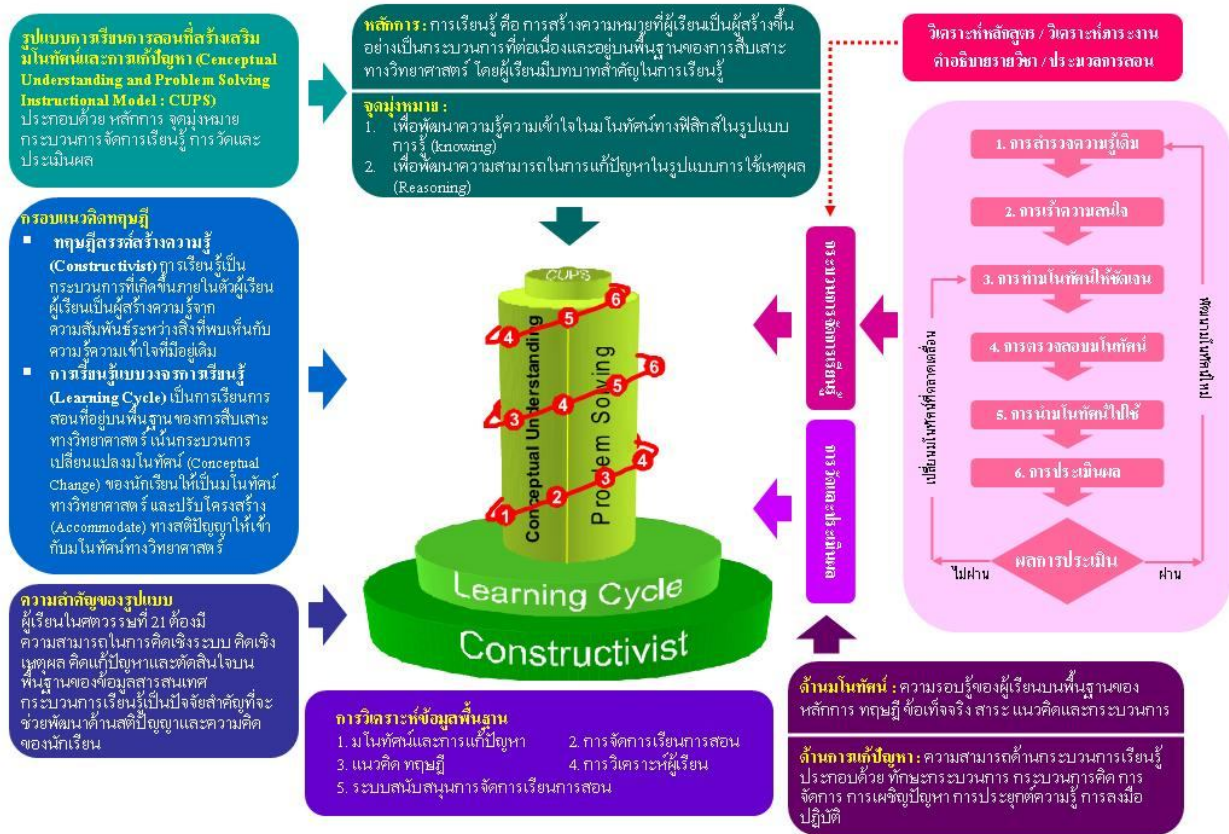 รูปแบบการเรียนการสอนที่สร้างเสริม
มโนทัศน์และการแก้ปัญหา (Conceptual
Understanding and Problem Solving
Instructional Model : CUPS)
ประกอบด้วย หลักการ จุดมุ่งหมาย
กระบวนการจัดการเรียนรู้ การวัดและ
ประเมินผล
หลักการ : การเรียนรู้ คือ การสร้างความหมายที่ผู้เรียนเป็นผู้สร้างขึ้น
อย่างเป็นกระบวนการที่ต่อเนื่องและอยู่บนพื้นฐานของการสืบเสาะ
ทางวิทยาศาสตร์ โดยผู้เรียนมีบทบาทสำคัญในการเรียนรู้
จุดมุ่งหมาย :
1. เพื่อพัฒนาความรู้ความเข้าใจในมโนทัศน์ทางฟิสิกส์ในรูปแบบ
การรู้ (knowing)
2. เพื่อพัฒนาความสามารถในการแก้ปัญหาในรูปแบบการใช้เหตุผล
(Reasoning)
วิเคราะห์หลักสูตร / วิเคราะห์สาระงาน
คำอธิบายรายวิชา / ประมวลการสอน
กรอบแนวคิดทฤษฎี
▪ ทฤษฎีสรรค์สร้างความรู้
(Constructivist) การเรียนรู้เป็น
กระบวนการที่เกิดขึ้นภายในตัวผู้เรียน
ผู้เรียนเป็นผู้สร้างความรู้จาก
ความสัมพันธ์ระหว่างสิ่งที่พบเห็นกับ
ความรู้ความเข้าใจที่มีอยู่เดิม
▪ การเรียนรู้แบบวงจรการเรียนรู้
(Learning Cycle) เป็นการเรียนการ
สอนที่อยู่บนพื้นฐานของการสืบเสาะ
ทางวิทยาศาสตร์ เน้นกระบวนการ
เปลี่ยนแปลงมโนทัศน์ (Conceptual
Change) ของนักเรียนให้เป็นมโนทัศน์
ทางวิทยาศาสตร์ และปรับโครงสร้าง
(Accommodate) ทางสติปัญญาให้เข้า
กับมโนทัศน์ทางวิทยาศาสตร์
ความสำคัญของรูปแบบ
ผู้เรียนในศตวรรษที่ 21 ต้องมี
ความสามารถในการคิดเชิงระบบ คิดเชิง
เหตุผล คิดแก้ปัญหาและตัดสินใจบน
พื้นฐานของข้อมูลสารสนเทศ
กระบวนการเรียนรู้เป็นปัจจัยสำคัญที่จะ
ช่วยพัฒนาด้านสติปัญญาและความคิด
ของนักเรียน
CUPS
Conceptual Understanding
Problem Solving
4 5 6
3 4 5 6
1 2 3 4
Learning Cycle
Constructivist
กระบวนการจัดการเรียนรู้
การวัดและประเมินผล
1. การสำรวจความรู้เดิม
2. การเร้าความสนใจ
3. การทำมโนทัศน์ให้ชัดเจน
4. การตรวจสอบมโนทัศน์
5. การนำมโนทัศน์ไปใช้
6. การประเมินผล
ผลการประเมิน
ไม่ผ่าน
ผ่าน
เปลี่ยนมโนทัศน์ที่คลาดเคลื่อน
พัฒนามโนทัศน์ใหม่
การวิเคราะห์ข้อมูลพื้นฐาน
1. มโนทัศน์และการแก้ปัญหา 2. การจัดการเรียนการสอน
3. แนวคิด ทฤษฎี 4. การวิเคราะห์ผู้เรียน
5. ระบบสนับสนุนการจัดการเรียนการสอน
ด้านมโนทัศน์ : ความรอบรู้ของผู้เรียนบนพื้นฐานของ
หลักการ ทฤษฎี ข้อเท็จจริง สาระ แนวคิดและกระบวนการ
ด้านการแก้ปัญหา : ความสามารถด้านกระบวนการเรียนรู้
ประกอบด้วย ทักษะกระบวนการ กระบวนการคิด การ
จัดการ การเผชิญปัญหา การประยุกต์ความรู้ การลงมือ
ปฏิบัติ